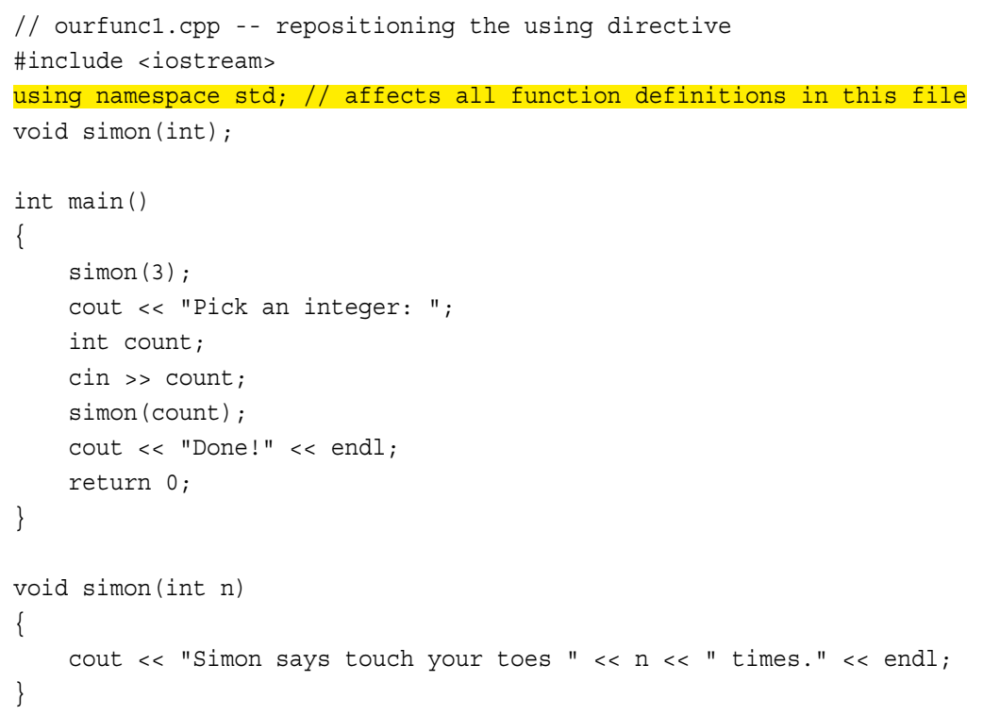 // ourfunc1.cpp -- repositioning the using directive
#include <iostream>
using namespace std; // affects all function definitions in this file
void simon(int);

int main()
{
    simon(3);
    cout << "Pick an integer: ";
    int count;
    cin >> count;
    simon(count);
    cout << "Done!" << endl;
    return 0;
}

void simon(int n)
{
    cout << "Simon says touch your toes " << n << " times." << endl;
}